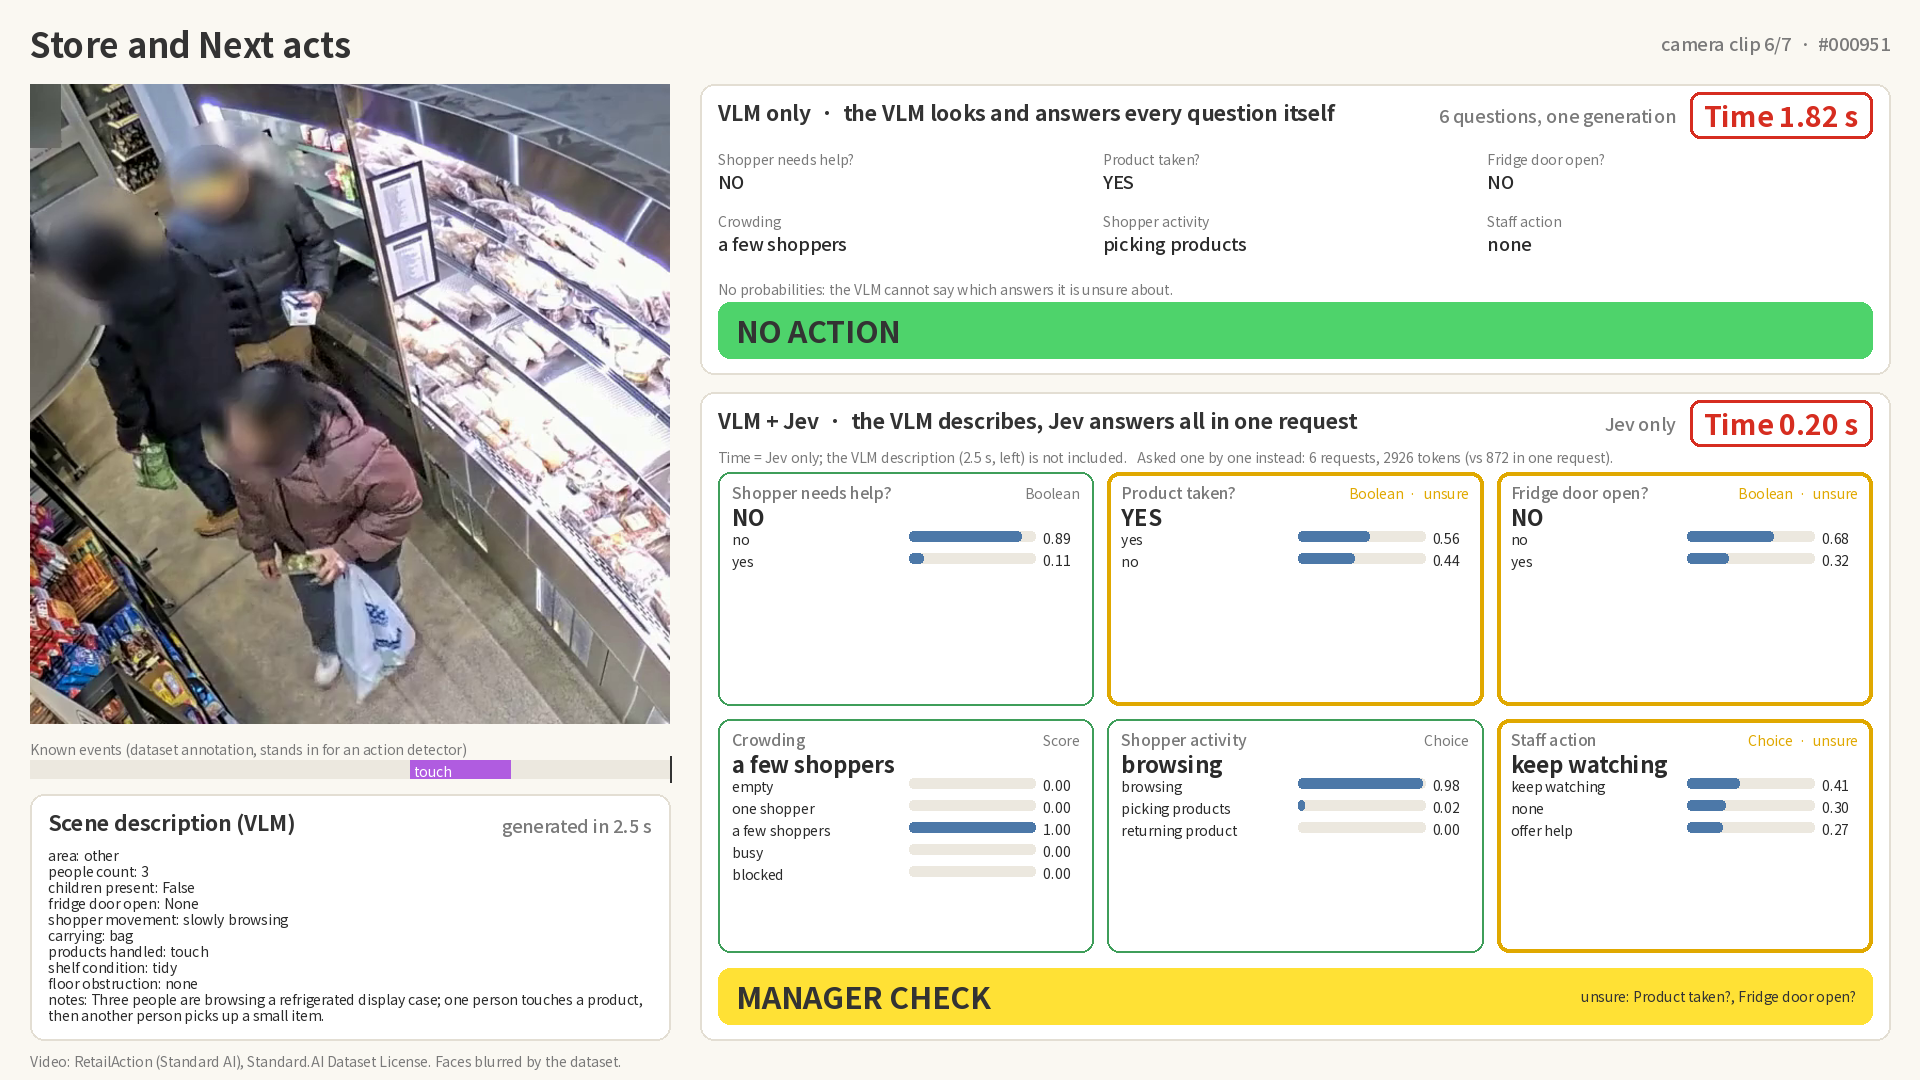 Store and Next acts
camera clip 6/7 · #000951
VLM only · the VLM looks and answers every question itself
6 questions, one generation
Time 1.82 s
Shopper needs help?
NO
Product taken?
YES
Fridge door open?
NO
Crowding
a few shoppers
Shopper activity
picking products
Staff action
none
No probabilities: the VLM cannot say which answers it is unsure about.
NO ACTION
VLM + Jev · the VLM describes, Jev answers all in one request
Jev only
Time 0.20 s
Time = Jev only; the VLM description (2.5 s, left) is not included. Asked one by one instead: 6 requests, 2926 tokens (vs 872 in one request).
Shopper needs help?
Boolean
NO
no 0.89
yes 0.11
Product taken?
Boolean · unsure
YES
yes 0.56
no 0.44
Fridge door open?
Boolean · unsure
NO
no 0.68
yes 0.32
Crowding
Score
a few shoppers
empty 0.00
one shopper 0.00
a few shoppers 1.00
busy 0.00
blocked 0.00
Shopper activity
Choice
browsing
browsing 0.98
picking products 0.02
returning product 0.00
Staff action
Choice · unsure
keep watching
keep watching 0.41
none 0.30
offer help 0.27
MANAGER CHECK
unsure: Product taken?, Fridge door open?
Known events (dataset annotation, stands in for an action detector)
touch
Scene description (VLM)
generated in 2.5 s
area: other
people count: 3
children present: False
fridge door open: None
shopper movement: slowly browsing
carrying: bag
products handled: touch
shelf condition: tidy
floor obstruction: none
notes: Three people are browsing a refrigerated display case; one person touches a product,
then another person picks up a small item.
Video: RetailAction (Standard AI), Standard.AI Dataset License. Faces blurred by the dataset.